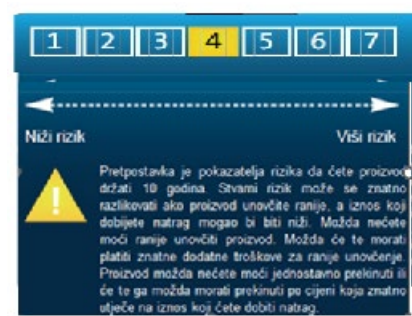 1 2 3 4 5 6 7
Niži rizik Viši rizik
Pretpostavka je pokazatelja rizika da ćete proizvod
držati 10 godina. Stvarni rizik može se znatno
razlikovati ako proizvod unovčite ranije, a iznos koji
dobijete natrag mogao bi biti niži. Možda nećete
moći ranije unovčiti proizvod. Možda će te morati
platiti znatne dodatne troškove za ranije unovčenje.
Proizvod možda nećete moći jednostavno prekinuti ili
će te ga možda morati prekinuti po cijeni koja znatno
utječe na iznos koji ćete dobiti natrag.